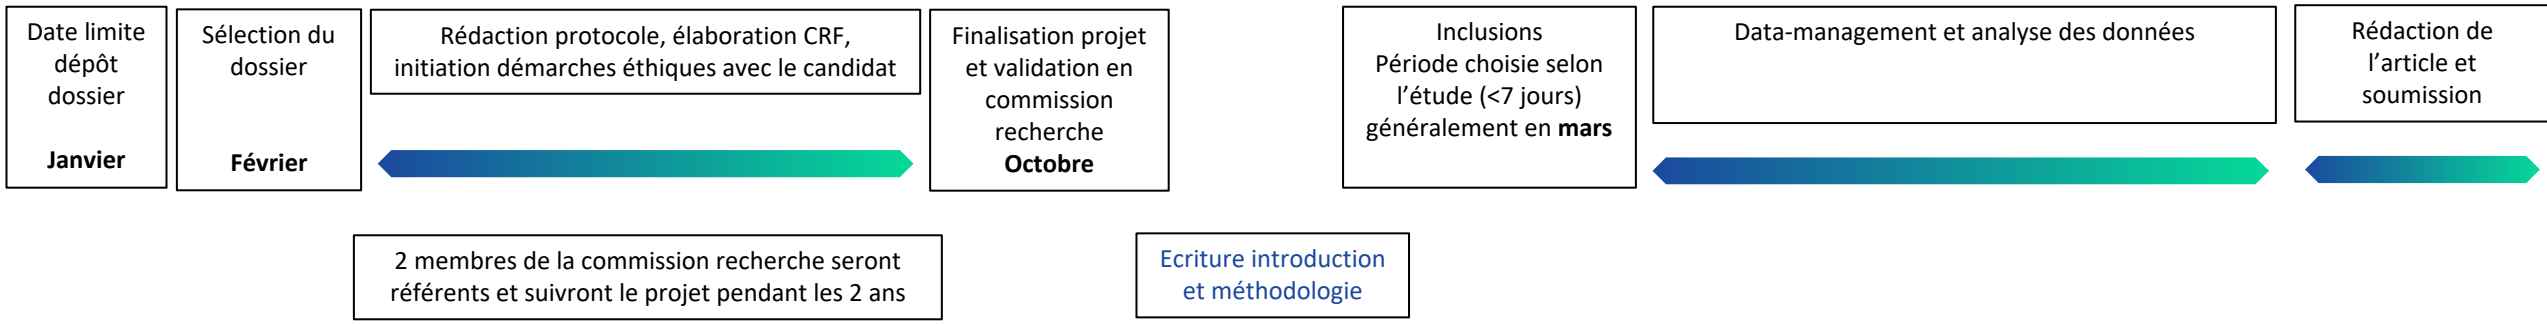 Date limite
dépôt
dossier
Janvier
Sélection du
dossier
Février
Rédaction protocole, élaboration CRF,
initiation démarches éthiques avec le candidat
Finalisation projet
et validation en
commission
recherche
Octobre
Inclusions
Période choisie selon
l’étude (<7 jours)
généralement en mars
Data-management et analyse des données
Rédaction de
l’article et
soumission
2 membres de la commission recherche seront
référents et suivront le projet pendant les 2 ans
Ecriture introduction
et méthodologie